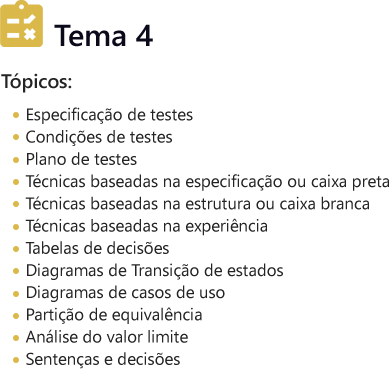 Tema 4
Tópicos:
• Especificação de testes
• Condições de testes
• Plano de testes
• Técnicas baseadas na especificação ou caixa preta
• Técnicas baseadas na estrutura ou caixa branca
• Técnicas baseadas na experiência
• Tabelas de decisões
• Diagramas de Transição de estados
• Diagramas de casos de uso
• Partição de equivalência
• Análise do valor limite
• Sentenças e decisões